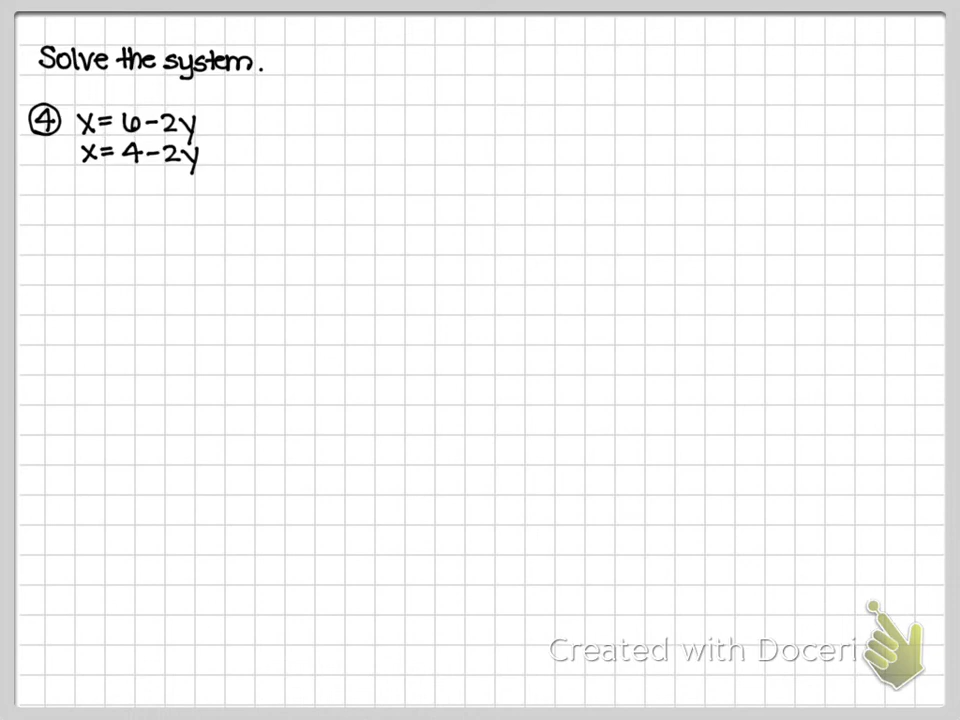 Solve the system.
④ x = 6 - 2y
x = 4 - 2y
Created with Doceri